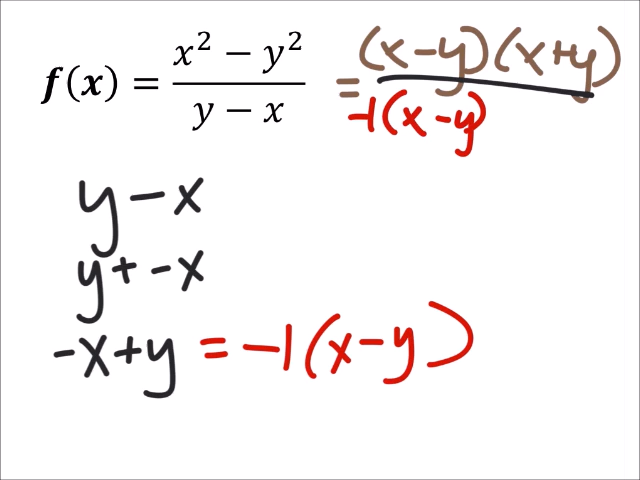 f(x) = (x² − y²)/(y − x) = (x − y)(x + y)/−1(x − y)
y − x
y + −x
−x + y = −1(x − y)